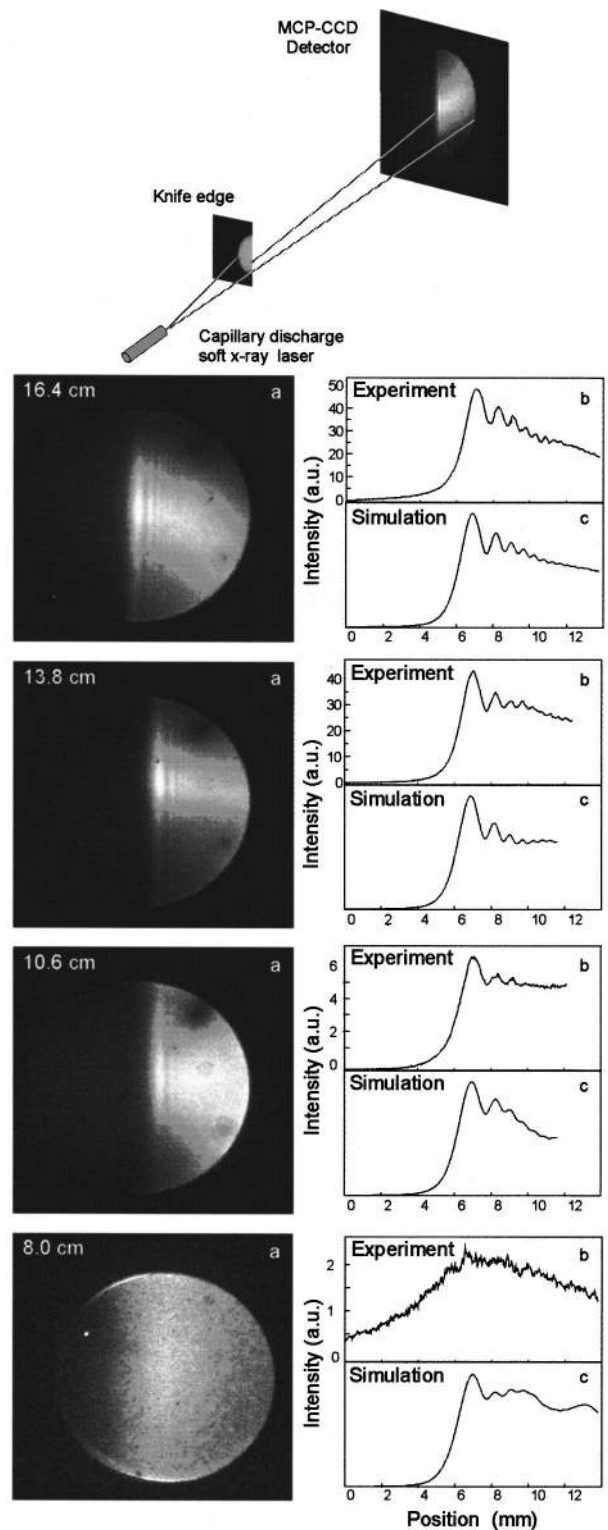 MCP-CCD
Detector
Knife edge
Capillary discharge
soft x-ray laser
16.4 cm
a
Intensity (a.u.)
50
40
30
20
10
0
Experiment
b
Simulation
c
0 2 4 6 8 10 12
13.8 cm
a
Intensity (a.u.)
40
30
20
10
0
Experiment
b
Simulation
c
0 2 4 6 8 10 12
10.6 cm
a
Intensity (a.u.)
6
4
2
0
Experiment
b
Simulation
c
0 2 4 6 8 10 12
8.0 cm
a
Intensity (a.u.)
2
1
0
Experiment
b
Simulation
c
0 2 4 6 8 10 12
Position (mm)